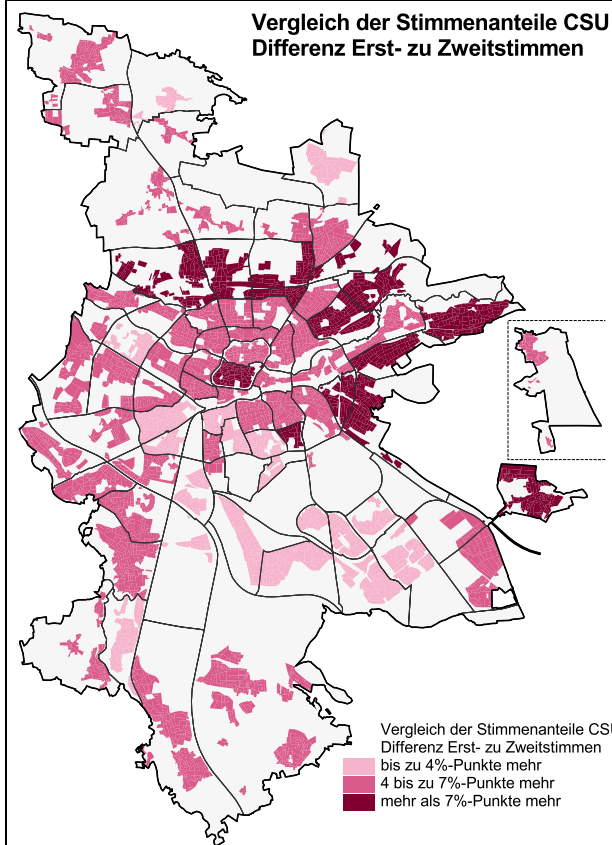 Vergleich der Stimmenanteile CSU
Differenz Erst- zu Zweitstimmen
Vergleich der Stimmenanteile CSU
Differenz Erst- zu Zweitstimmen
bis zu 4%-Punkte mehr
4 bis zu 7%-Punkte mehr
mehr als 7%-Punkte mehr